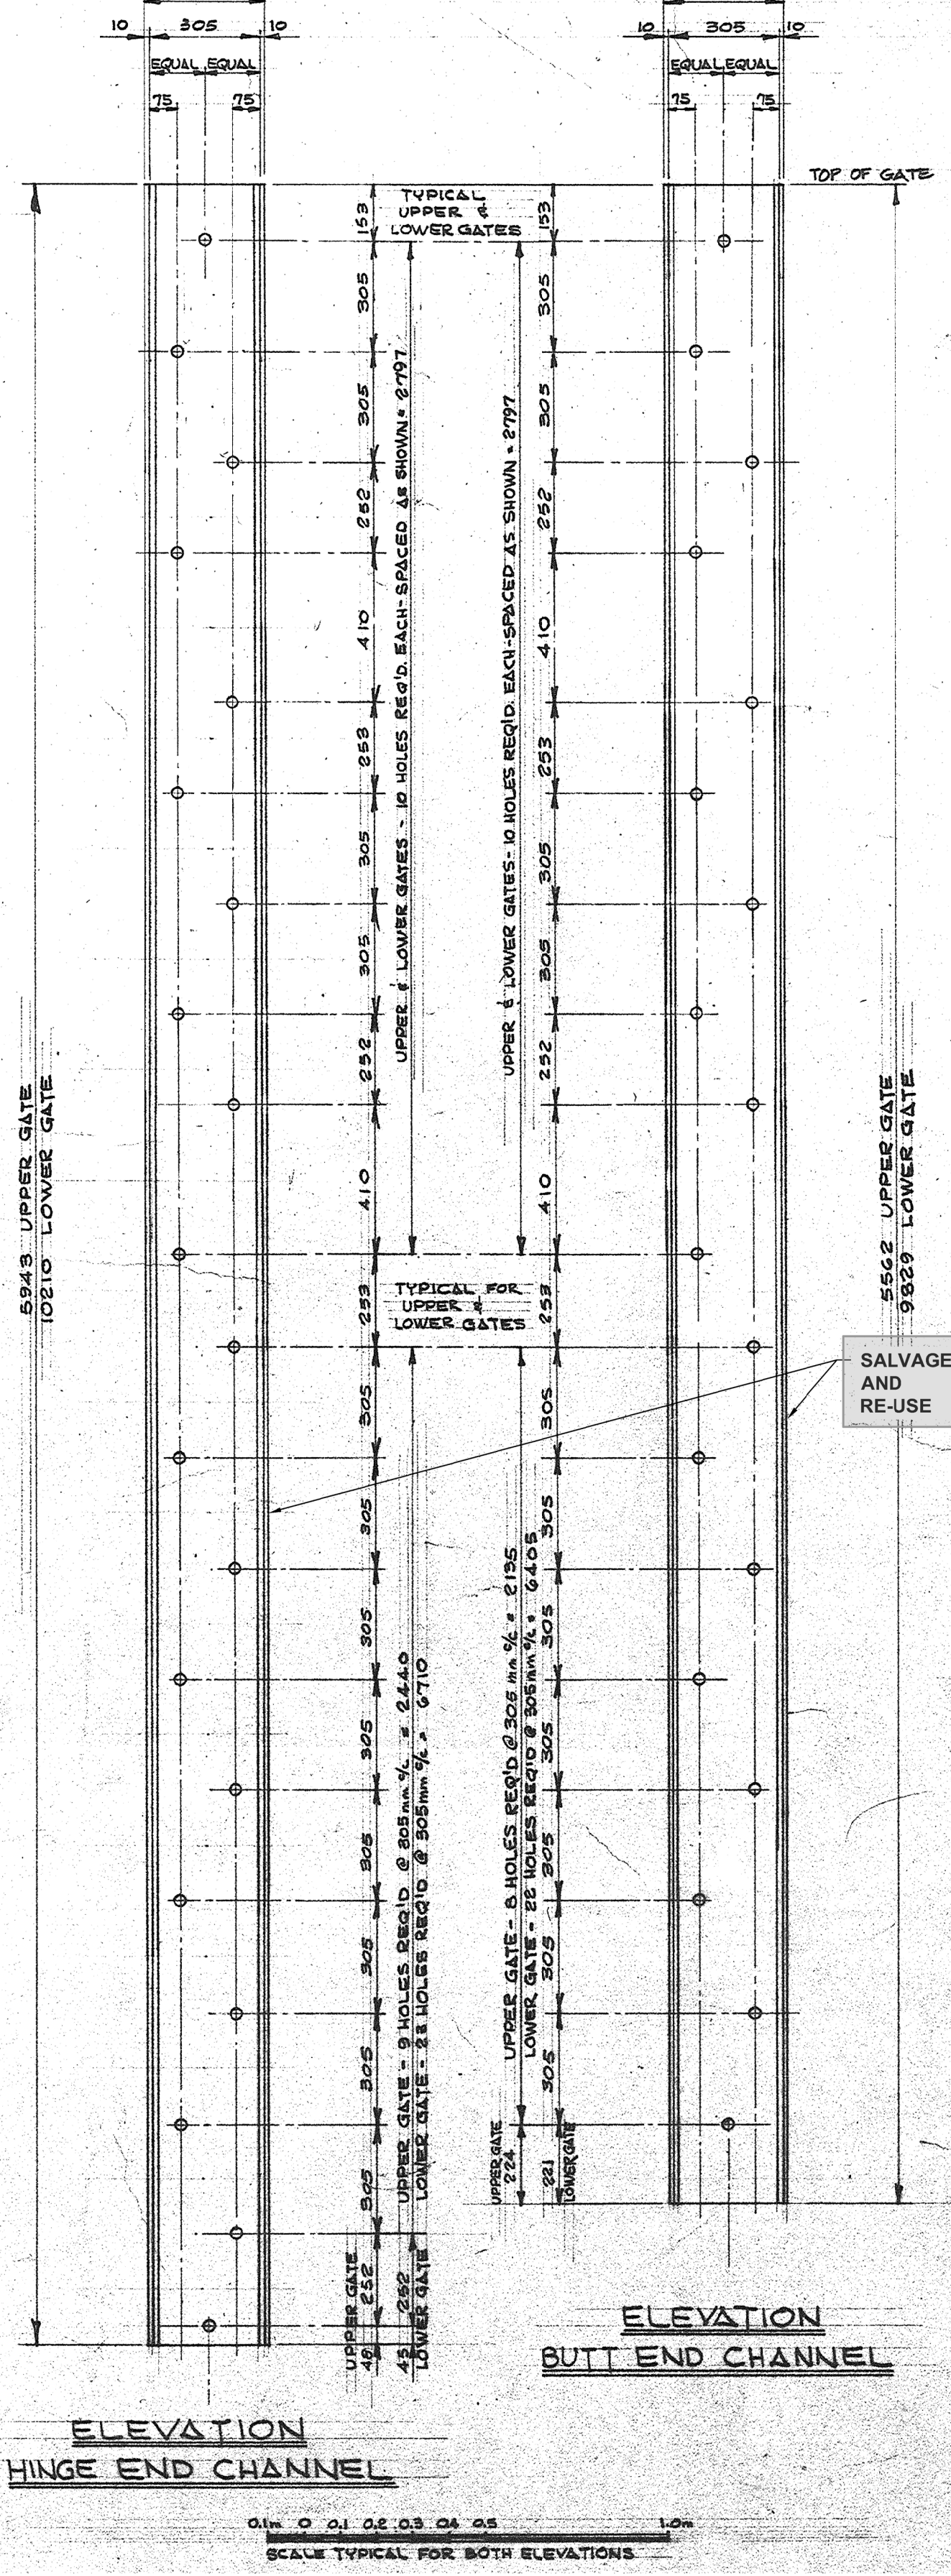 10 305 10
10 305 10
EQUAL EQUAL
EQUAL EQUAL
75 75
75 75
TOP OF GATE
TYPICAL
UPPER &
LOWER GATES
153
305
305
252
410
253
305
305
252
410
253
305
305
305
305
305
305
305
305
UPPER & LOWER GATES - 10 HOLES REQ'D. EACH-SPACED AS SHOWN = 2797
UPPER & LOWER GATES - 10 HOLES REQ'D. EACH-SPACED AS SHOWN = 2797
153
305
305
252
410
253
305
305
252
410
253
305
305
305
305
305
305
305
5943 UPPER GATE
10210 LOWER GATE
5562 UPPER GATE
9829 LOWER GATE
TYPICAL FOR
UPPER &
LOWER GATES
SALVAGE
AND
RE-USE
UPPER GATE - 9 HOLES REQ'D @ 305mm o/c = 2440
LOWER GATE - 23 HOLES REQ'D @ 305mm o/c = 6710
UPPER GATE - 8 HOLES REQ'D @ 305 mm o/c = 2135
LOWER GATE - 22 HOLES REQ'D @ 305mm o/c = 6405
UPPER GATE
224
221
LOWER GATE
UPPER GATE
48 252
45 252
LOWER GATE
ELEVATION
BUTT END CHANNEL
ELEVATION
HINGE END CHANNEL
0.1m 0 0.1 0.2 0.3 0.4 0.5 1.0m
SCALE TYPICAL FOR BOTH ELEVATIONS